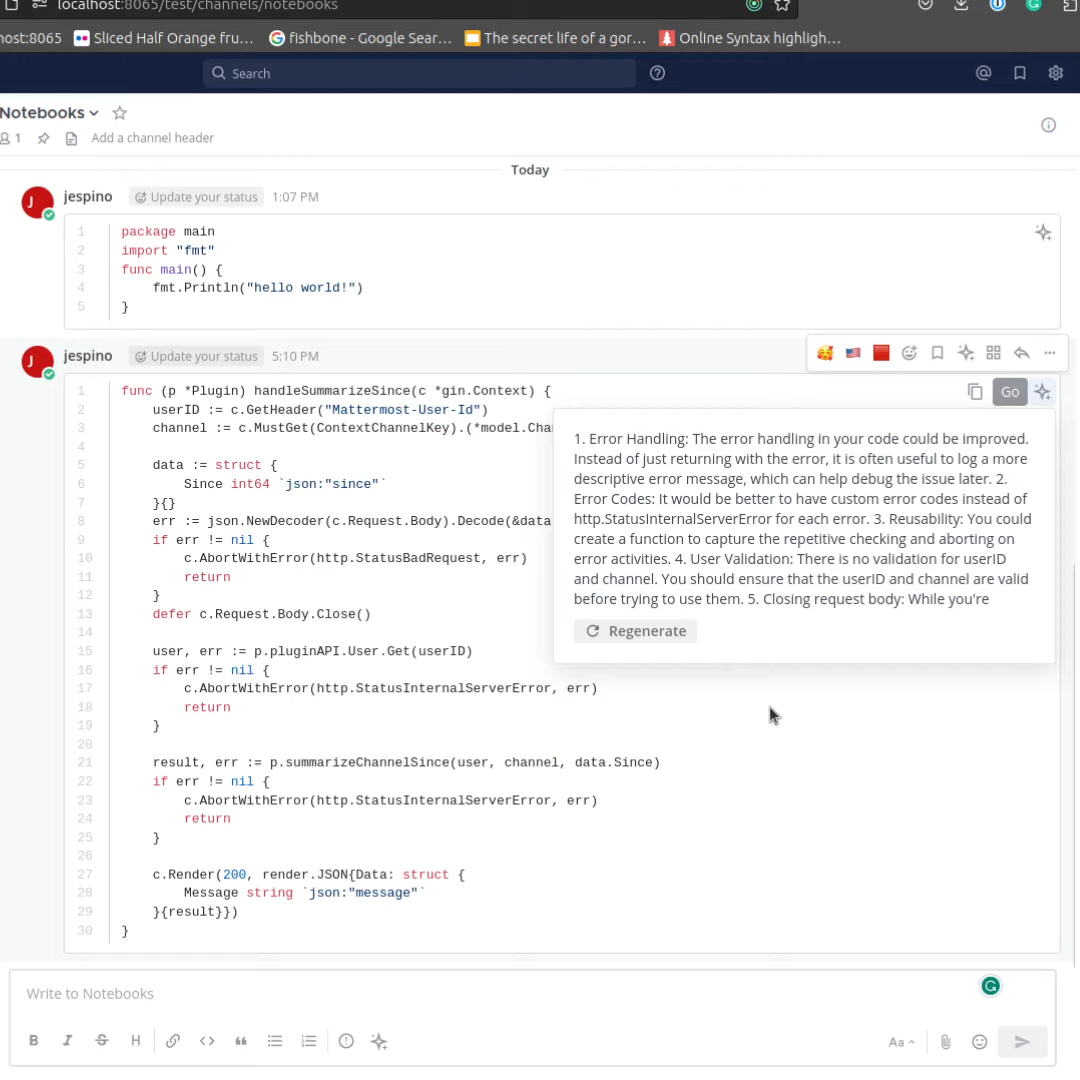 localhost:8065/test/channels/notebooks
host:8065 Sliced Half Orange fru... fishbone - Google Sear... The secret life of a gor... Online Syntax highligh...
Search
Notebooks
1 Add a channel header
Today
J jespino Update your status 1:07 PM
1 package main
2 import "fmt"
3 func main() {
4 fmt.Println("hello world!")
5 }
J jespino Update your status 5:10 PM
Go
1 func (p *Plugin) handleSummarizeSince(c *gin.Context) {
2 userID := c.GetHeader("Mattermost-User-Id")
3 channel := c.MustGet(ContextChannelKey).(*model.Cha
4
5 data := struct {
6 Since int64 `json:"since"`
7 }{}
8 err := json.NewDecoder(c.Request.Body).Decode(&data
9 if err != nil {
10 c.AbortWithError(http.StatusBadRequest, err)
11 return
12 }
13 defer c.Request.Body.Close()
14
15 user, err := p.pluginAPI.User.Get(userID)
16 if err != nil {
17 c.AbortWithError(http.StatusInternalServerError, err)
18 return
19 }
20
21 result, err := p.summarizeChannelSince(user, channel, data.Since)
22 if err != nil {
23 c.AbortWithError(http.StatusInternalServerError, err)
24 return
25 }
26
27 c.Render(200, render.JSON{Data: struct {
28 Message string `json:"message"`
29 }{result}})
30 }
1. Error Handling: The error handling in your code could be improved.
Instead of just returning with the error, it is often useful to log a more
descriptive error message, which can help debug the issue later. 2.
Error Codes: It would be better to have custom error codes instead of
http.StatusInternalServerError for each error. 3. Reusability: You could
create a function to capture the repetitive checking and aborting on
error activities. 4. User Validation: There is no validation for userID
and channel. You should ensure that the userID and channel are valid
before trying to use them. 5. Closing request body: While you're
Regenerate
Write to Notebooks
B I S H Aa